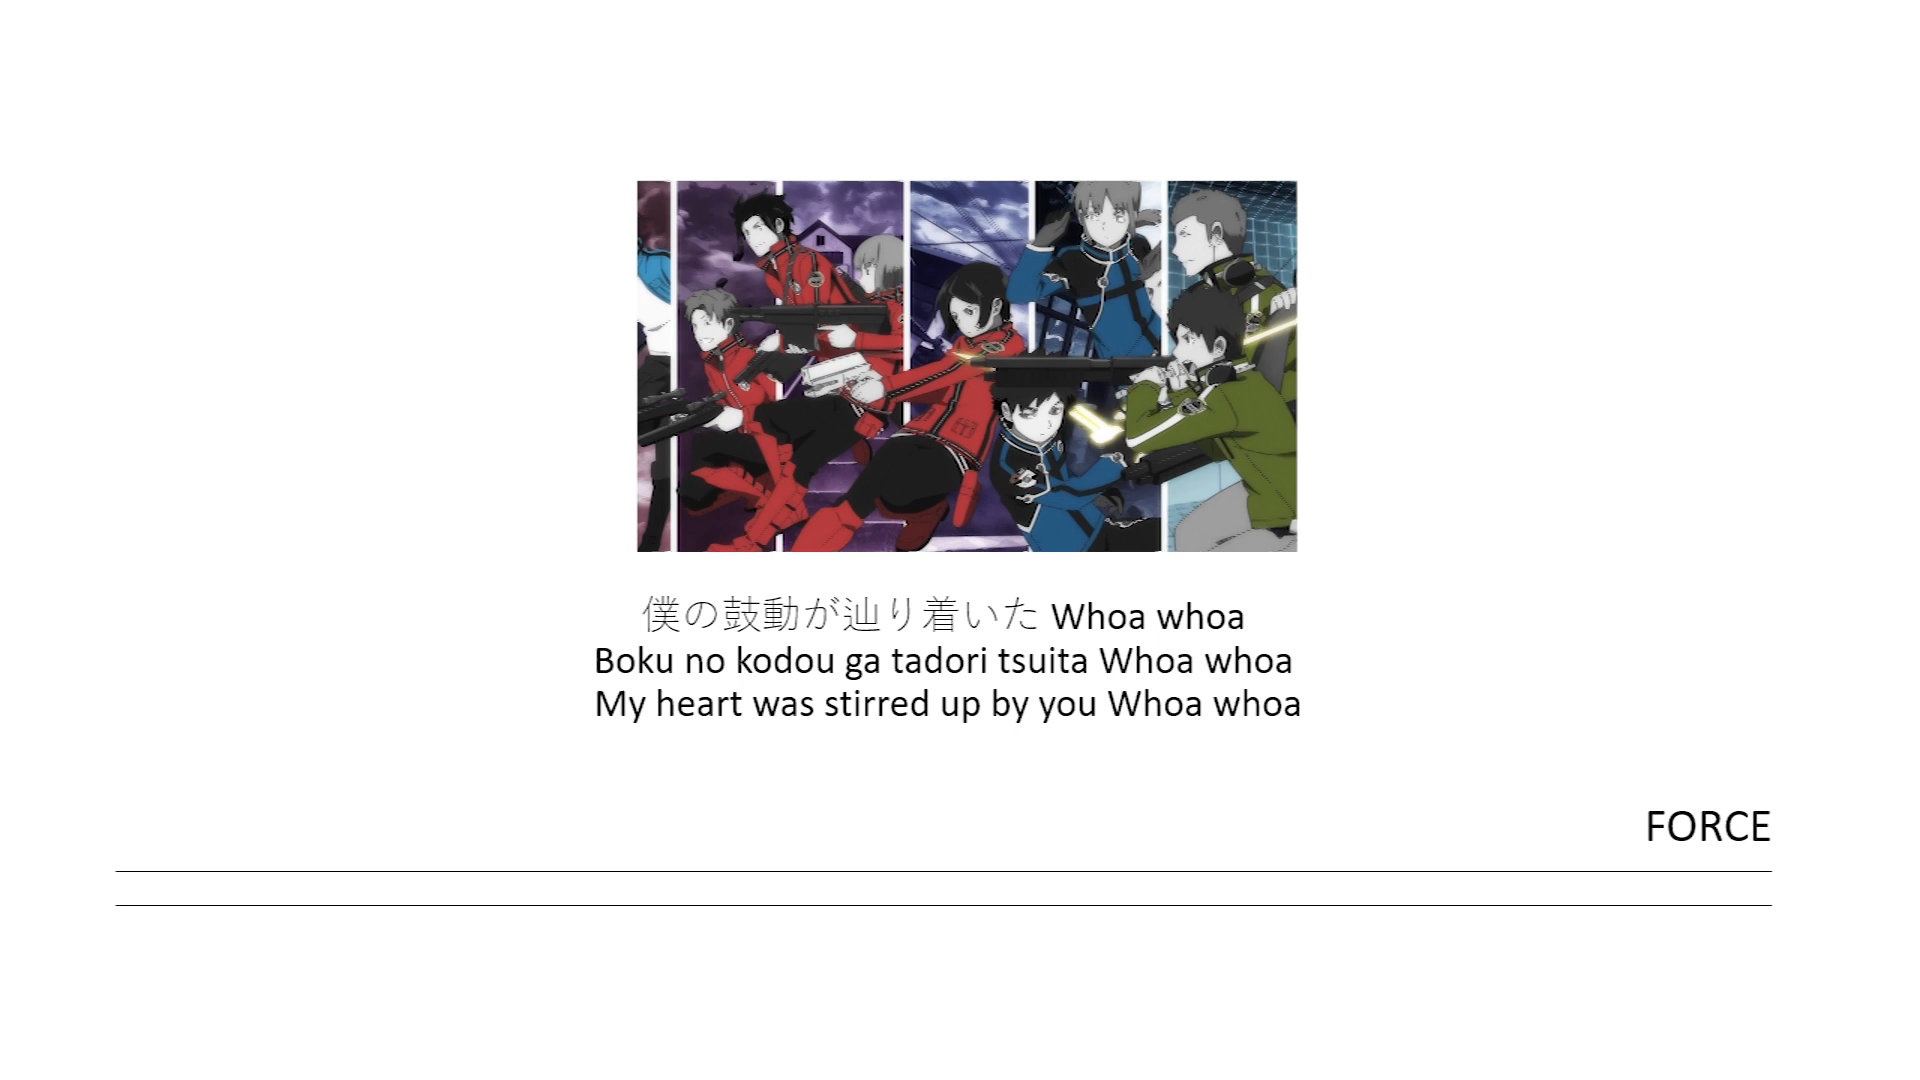 僕の鼓動が辿り着いた Whoa whoa
Boku no kodou ga tadori tsuita Whoa whoa
My heart was stirred up by you Whoa whoa
FORCE